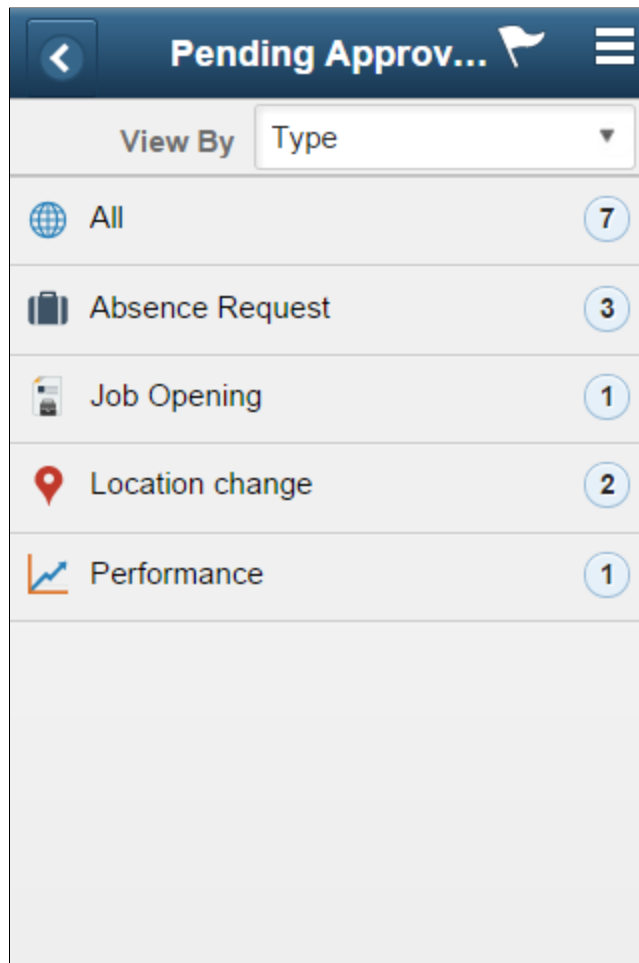 Pending Approv...
View By Type
All 7
Absence Request 3
Job Opening 1
Location change 2
Performance 1